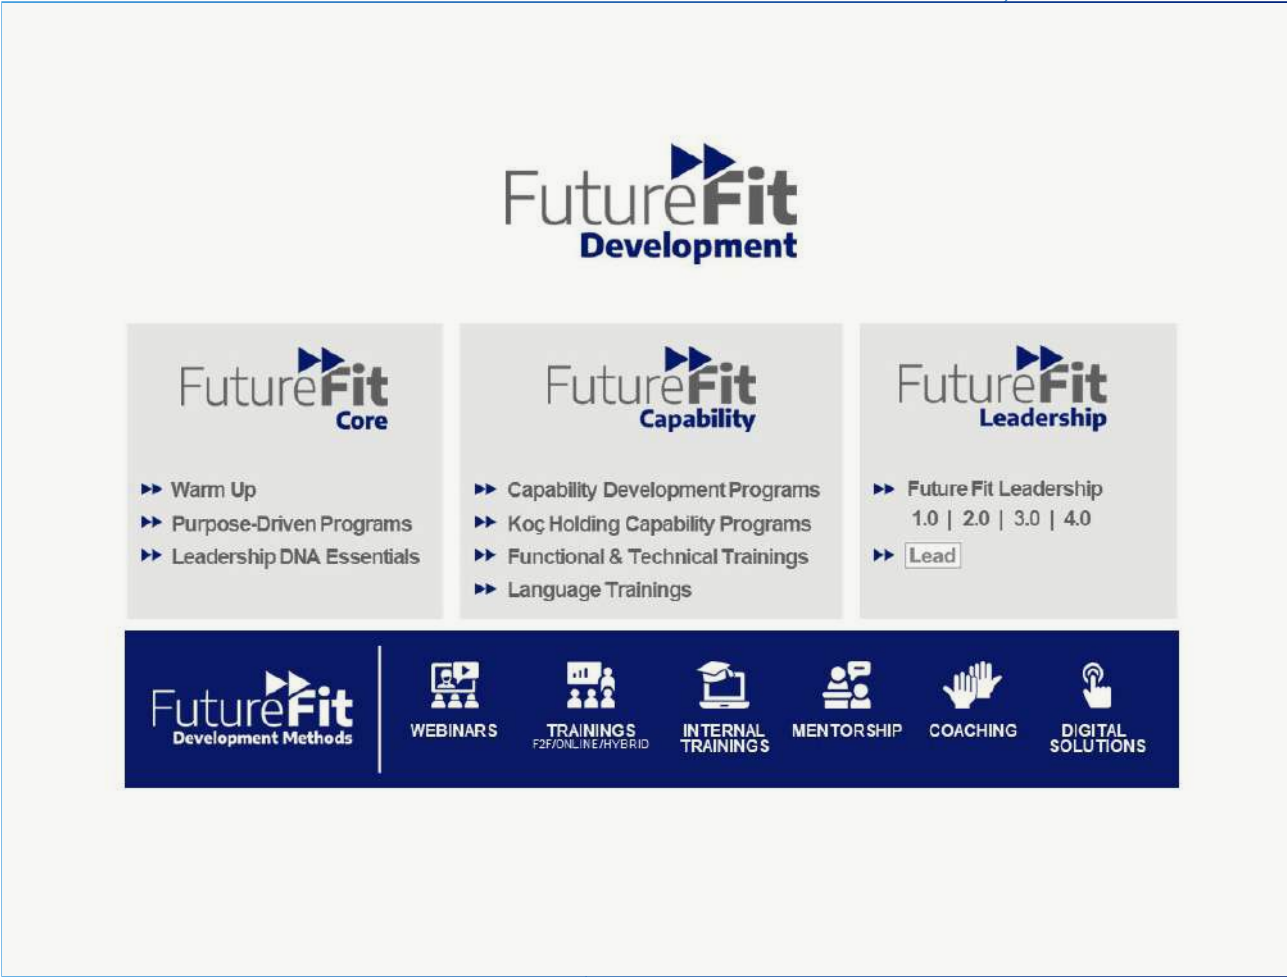 FutureFit
Development
FutureFit
Core
Warm Up
Purpose-Driven Programs
Leadership DNA Essentials
FutureFit
Capability
Capability Development Programs
Koç Holding Capability Programs
Functional & Technical Trainings
Language Trainings
FutureFit
Leadership
Future Fit Leadership
1.0 | 2.0 | 3.0 | 4.0
Lead
FutureFit
Development Methods
WEBINARS
TRAININGS
F2F/ONLINE/HYBRID
INTERNAL
TRAININGS
MENTORSHIP
COACHING
DIGITAL
SOLUTIONS